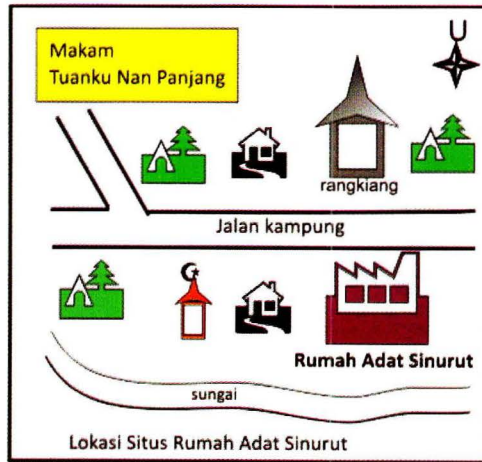 Makam
Tuanku Nan Panjang
U
rangkiang
Jalan kampung
Rumah Adat Sinurut
sungai
Lokasi Situs Rumah Adat Sinurut